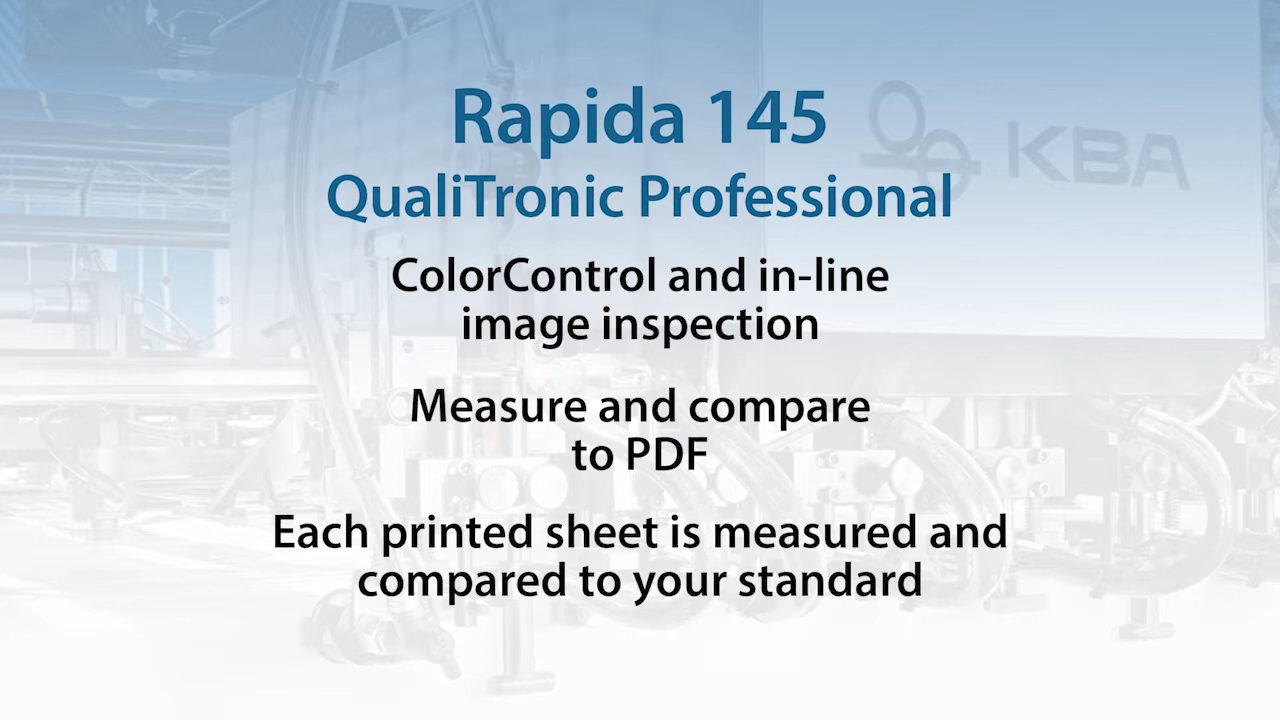 Rapida 145
KBA
QualiTronic Professional
ColorControl and in-line
image inspection
Measure and compare
to PDF
Each printed sheet is measured and
compared to your standard